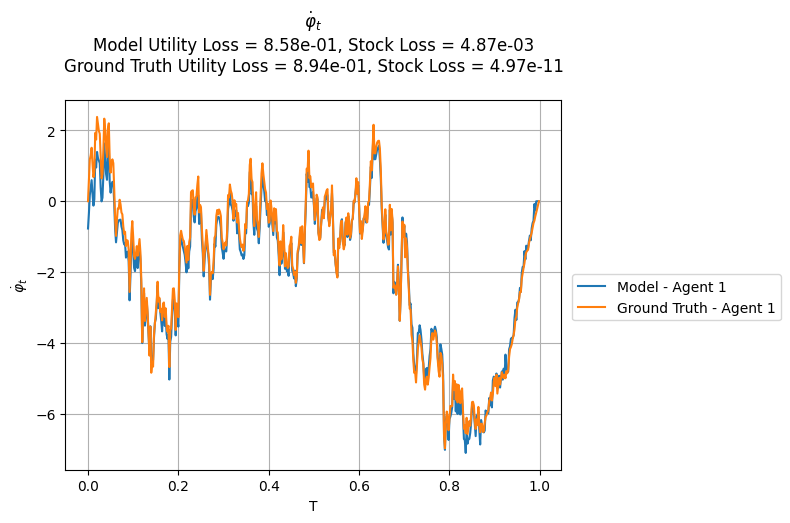 φ̇ₜ
Model Utility Loss = 8.58e-01, Stock Loss = 4.87e-03
Ground Truth Utility Loss = 8.94e-01, Stock Loss = 4.97e-11
2
0
−2
−4
−6
φ̇ₜ
0.0 0.2 0.4 0.6 0.8 1.0
T
Model - Agent 1
Ground Truth - Agent 1